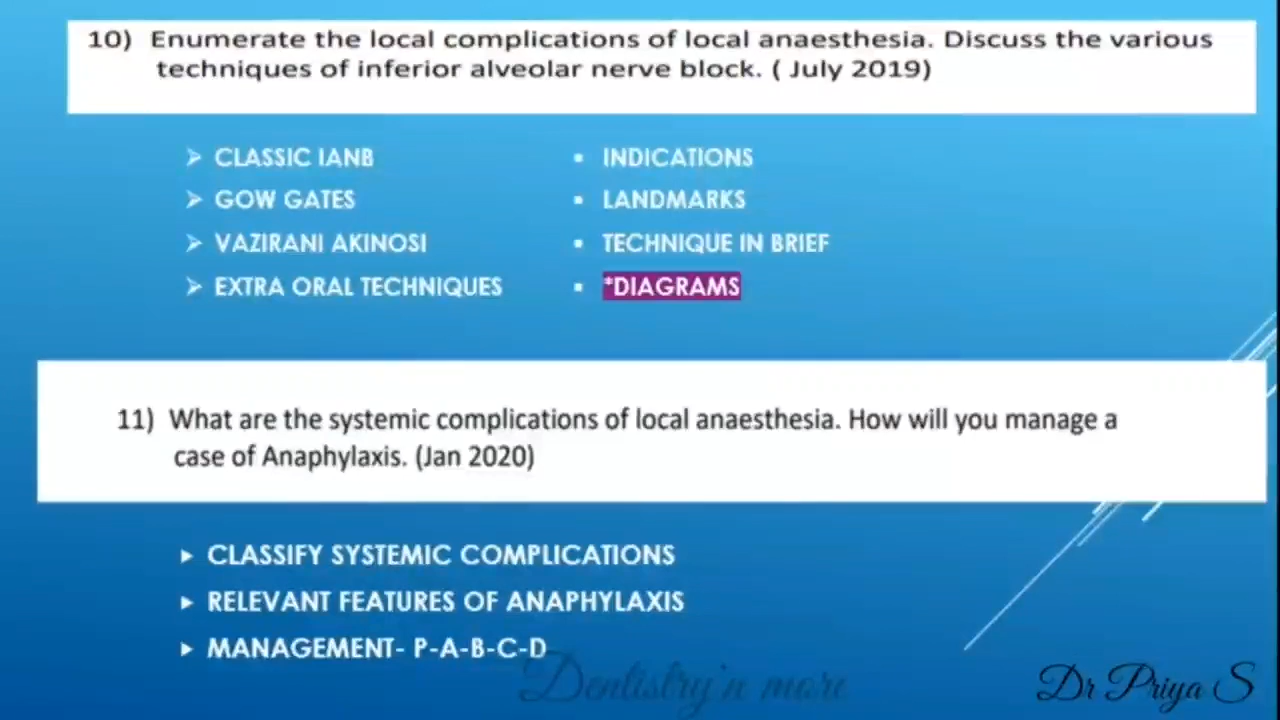 10) Enumerate the local complications of local anaesthesia. Discuss the various
techniques of inferior alveolar nerve block. ( July 2019)
➢ CLASSIC IANB
➢ GOW GATES
➢ VAZIRANI AKINOSI
➢ EXTRA ORAL TECHNIQUES
▪ INDICATIONS
▪ LANDMARKS
▪ TECHNIQUE IN BRIEF
▪ *DIAGRAMS
11) What are the systemic complications of local anaesthesia. How will you manage a
case of Anaphylaxis. (Jan 2020)
▶ CLASSIFY SYSTEMIC COMPLICATIONS
▶ RELEVANT FEATURES OF ANAPHYLAXIS
▶ MANAGEMENT- P-A-B-C-D
Dentistry'n more
Dr Priya S